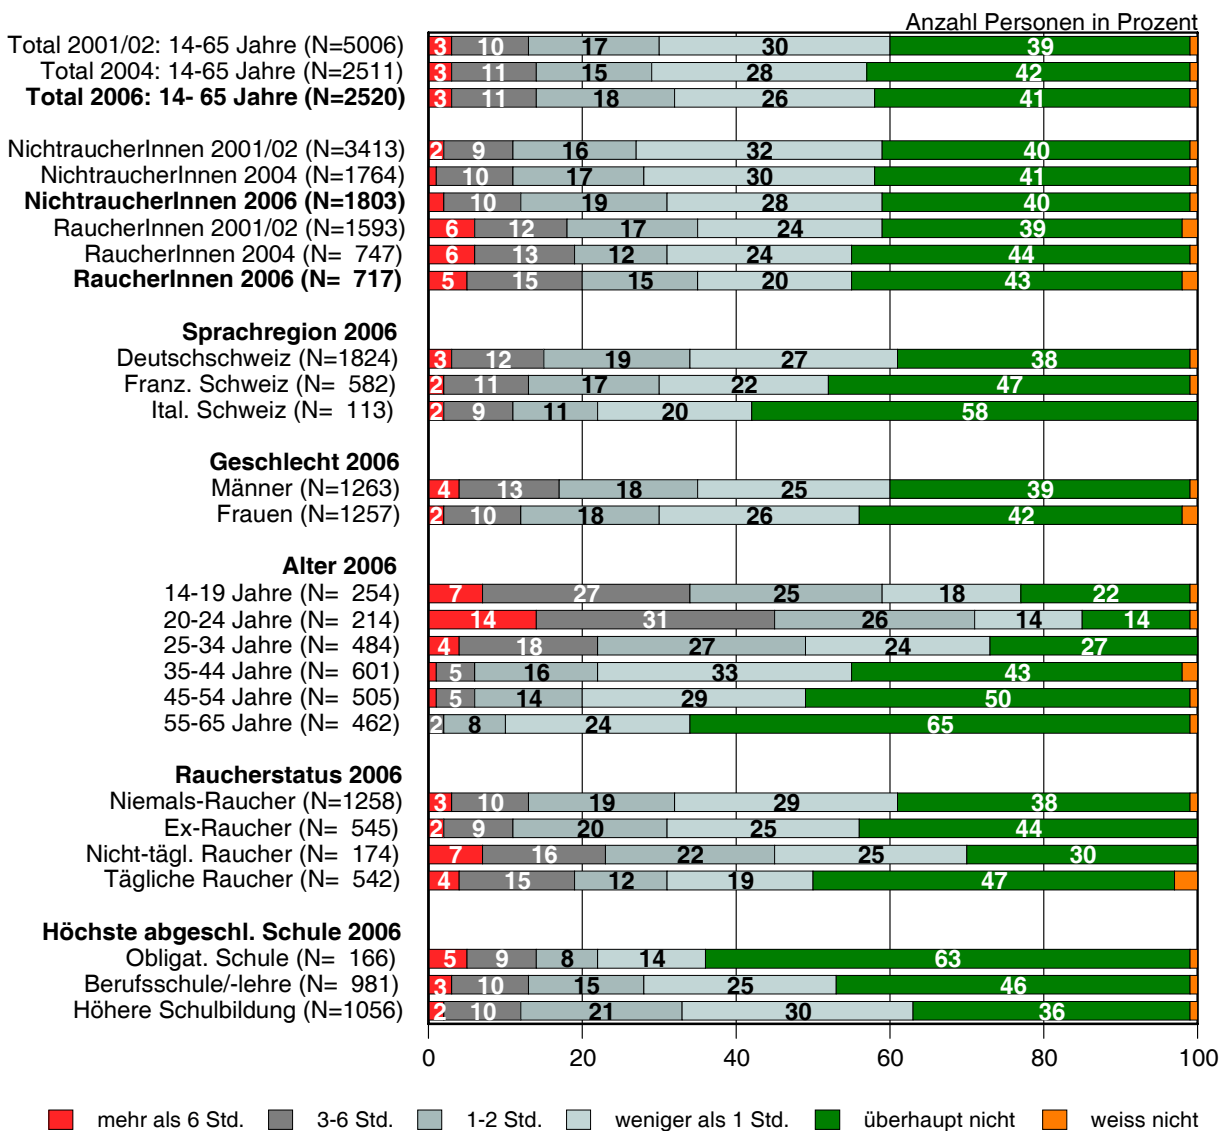 Anzahl Personen in Prozent
Total 2001/02: 14-65 Jahre (N=5006) 3 10 17 30 39
Total 2004: 14-65 Jahre (N=2511) 3 11 15 28 42
Total 2006: 14- 65 Jahre (N=2520) 3 11 18 26 41
NichtraucherInnen 2001/02 (N=3413) 2 9 16 32 40
NichtraucherInnen 2004 (N=1764) 10 17 30 41
NichtraucherInnen 2006 (N=1803) 10 19 28 40
RaucherInnen 2001/02 (N=1593) 6 12 17 24 39
RaucherInnen 2004 (N= 747) 6 13 12 24 44
RaucherInnen 2006 (N= 717) 5 15 15 20 43
Sprachregion 2006
Deutschschweiz (N=1824) 3 12 19 27 38
Franz. Schweiz (N= 582) 2 11 17 22 47
Ital. Schweiz (N= 113) 2 9 11 20 58
Geschlecht 2006
Männer (N=1263) 4 13 18 25 39
Frauen (N=1257) 2 10 18 26 42
Alter 2006
14-19 Jahre (N= 254) 7 27 25 18 22
20-24 Jahre (N= 214) 14 31 26 14 14
25-34 Jahre (N= 484) 4 18 27 24 27
35-44 Jahre (N= 601) 5 16 33 43
45-54 Jahre (N= 505) 5 14 29 50
55-65 Jahre (N= 462) 2 8 24 65
Raucherstatus 2006
Niemals-Raucher (N=1258) 3 10 19 29 38
Ex-Raucher (N= 545) 2 9 20 25 44
Nicht-tägl. Raucher (N= 174) 7 16 22 25 30
Tägliche Raucher (N= 542) 4 15 12 19 47
Höchste abgeschl. Schule 2006
Obligat. Schule (N= 166) 5 9 8 14 63
Berufsschule/-lehre (N= 981) 3 10 15 25 46
Höhere Schulbildung (N=1056) 2 10 21 30 36
0 20 40 60 80 100
mehr als 6 Std. 3-6 Std. 1-2 Std. weniger als 1 Std. überhaupt nicht weiss nicht